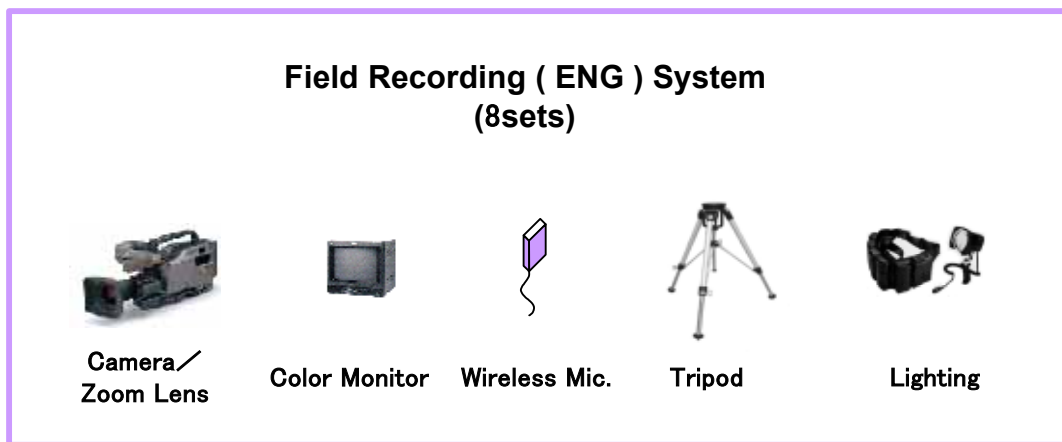 Field Recording ( ENG ) System
(8sets)
Camera／
Zoom Lens
Color Monitor
Wireless Mic.
Tripod
Lighting